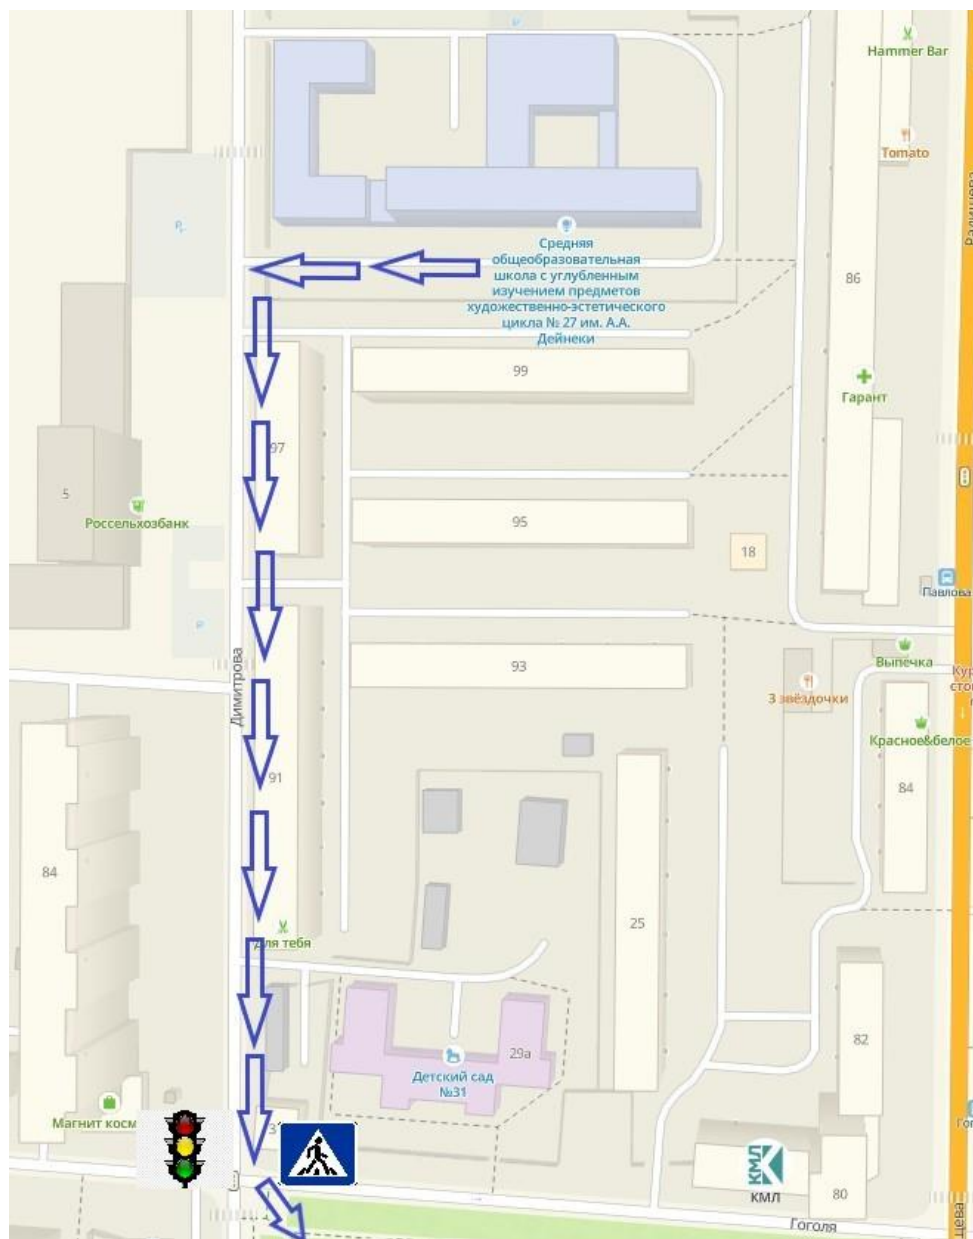 Hammer Bar
Tomato
Средняя
общеобразовательная
школа с углубленным
изучением предметов
художественно-эстетического
цикла № 27 им. А.А.
Дейнеки
86
99
Гарант
97
5
Россельхозбанк
95
18
Павлова
Димитрова
93
Выпечка
3 звёздочки
Красное&белое
91
84
84
25
Для тебя
29а
82
Детский сад
№31
Магнит косм
3
КМЛ
КМЛ
80
Гоголя